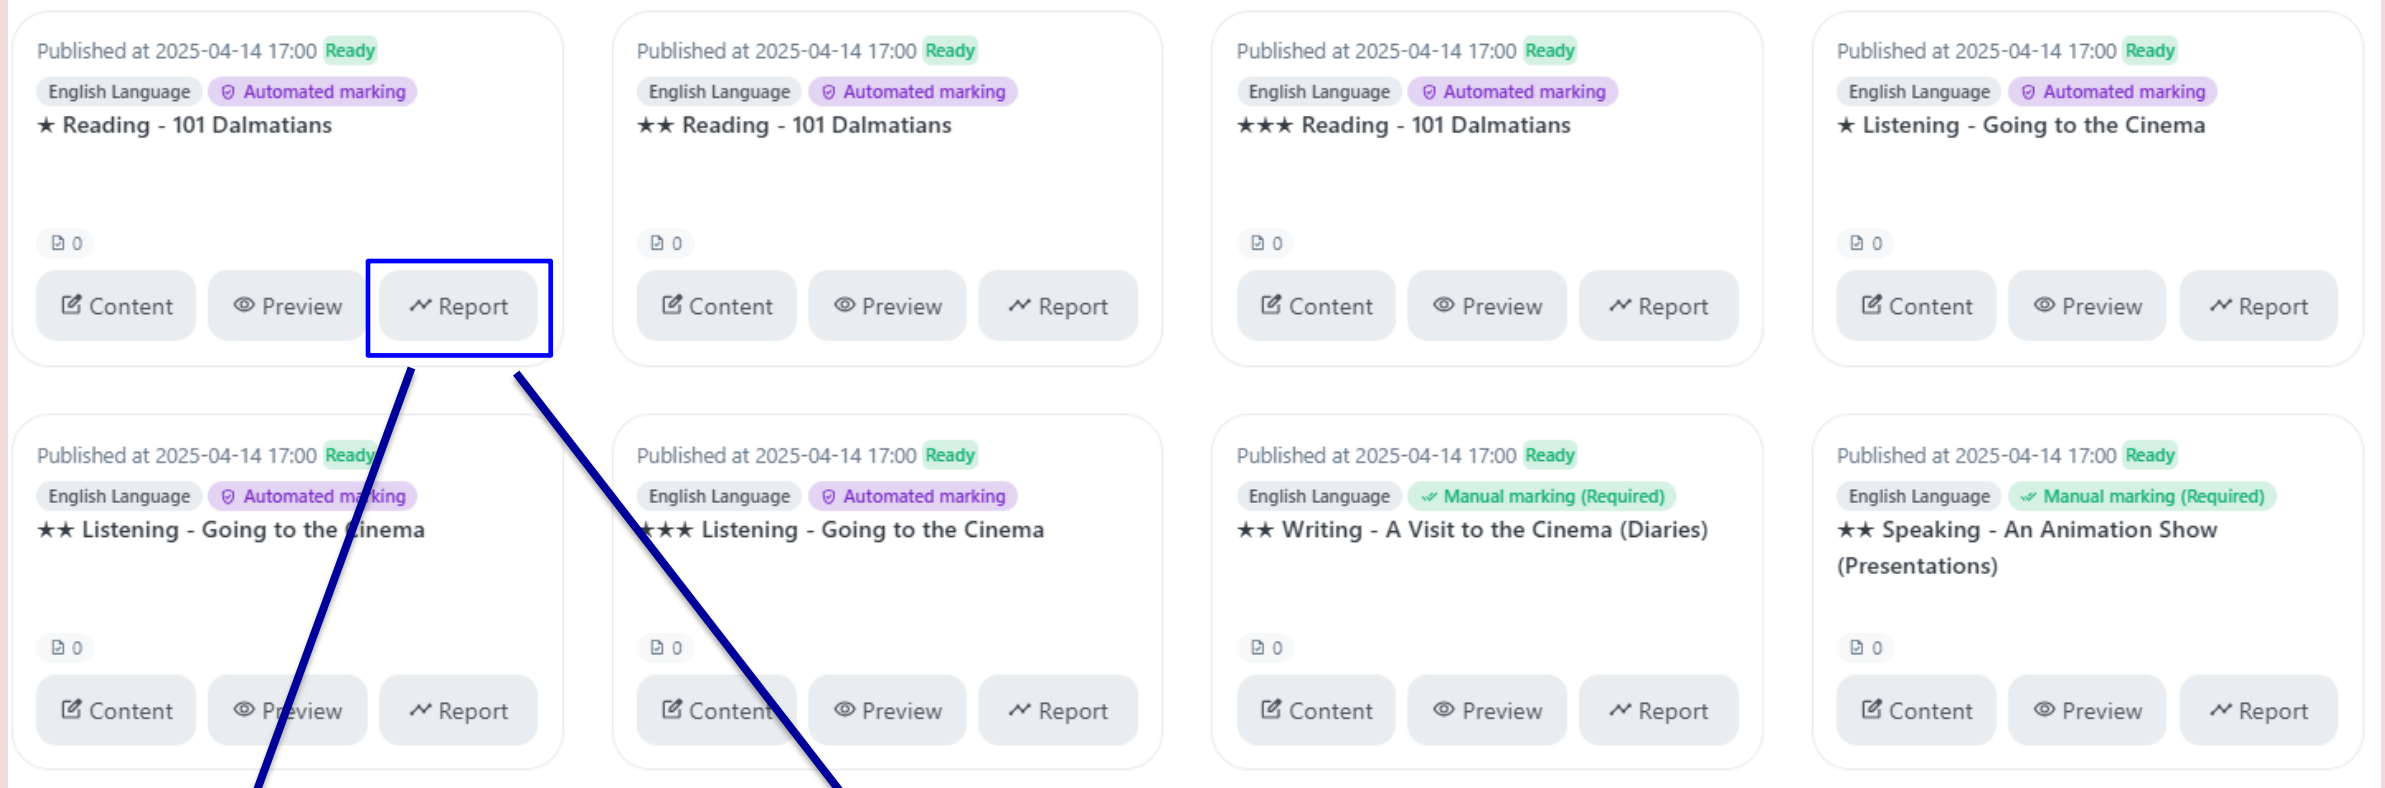 Published at 2025-04-14 17:00 Ready
English Language Automated marking
★ Reading - 101 Dalmatians
0
Content Preview Report
Published at 2025-04-14 17:00 Ready
English Language Automated marking
★★ Reading - 101 Dalmatians
0
Content Preview Report
Published at 2025-04-14 17:00 Ready
English Language Automated marking
★★★ Reading - 101 Dalmatians
0
Content Preview Report
Published at 2025-04-14 17:00 Ready
English Language Automated marking
★ Listening - Going to the Cinema
0
Content Preview Report
Published at 2025-04-14 17:00 Ready
English Language Automated marking
★★ Listening - Going to the Cinema
0
Content Preview Report
Published at 2025-04-14 17:00 Ready
English Language Automated marking
★★★ Listening - Going to the Cinema
0
Content Preview Report
Published at 2025-04-14 17:00 Ready
English Language Manual marking (Required)
★★ Writing - A Visit to the Cinema (Diaries)
0
Content Preview Report
Published at 2025-04-14 17:00 Ready
English Language Manual marking (Required)
★★ Speaking - An Animation Show
(Presentations)
0
Content Preview Report